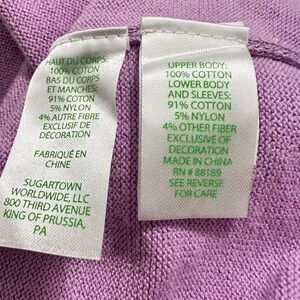 HAUT DU CORPS:
100% COTON
BAS DU CORPS
ET MANCHES:
91% COTON
5% NYLON
4% AUTRE FIBRE
EXCLUSIF DE
DÉCORATION
FABRIQUÉ EN
CHINE
SUGARTOWN
WORLDWIDE, LLC
800 THIRD AVENUE
KING OF PRUSSIA,
PA
UPPER BODY:
100% COTTON
LOWER BODY
AND SLEEVES:
91% COTTON
5% NYLON
4% OTHER FIBER
EXCLUSIVE OF
DECORATION
MADE IN CHINA
RN # 88189
SEE REVERSE
FOR CARE